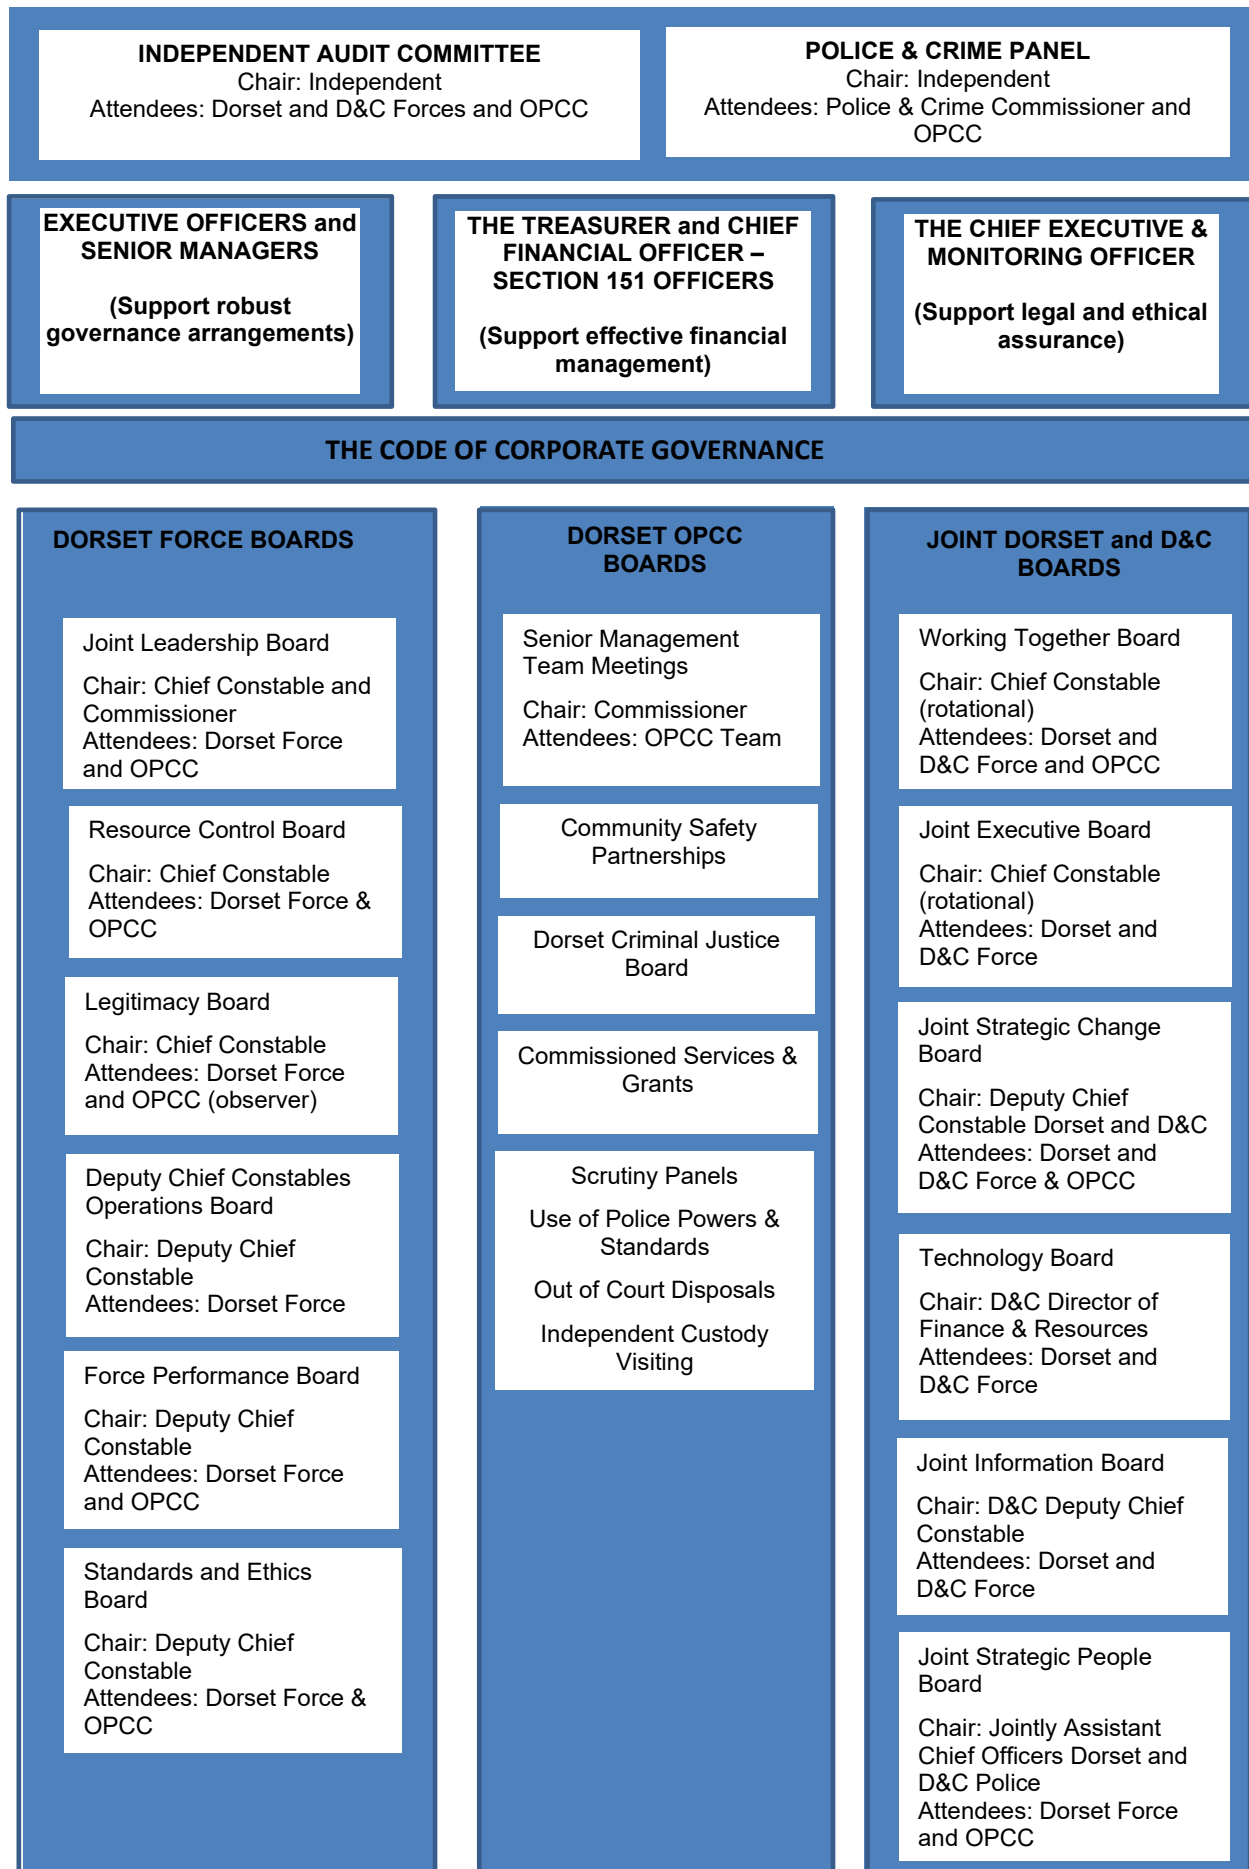 INDEPENDENT AUDIT COMMITTEE
Chair: Independent
Attendees: Dorset and D&C Forces and OPCC
POLICE & CRIME PANEL
Chair: Independent
Attendees: Police & Crime Commissioner and
OPCC
EXECUTIVE OFFICERS and
SENIOR MANAGERS
(Support robust
governance arrangements)
THE TREASURER and CHIEF
FINANCIAL OFFICER –
SECTION 151 OFFICERS
(Support effective financial
management)
THE CHIEF EXECUTIVE &
MONITORING OFFICER
(Support legal and ethical
assurance)
THE CODE OF CORPORATE GOVERNANCE
DORSET FORCE BOARDS
Joint Leadership Board
Chair: Chief Constable and
Commissioner
Attendees: Dorset Force
and OPCC
Resource Control Board
Chair: Chief Constable
Attendees: Dorset Force &
OPCC
Legitimacy Board
Chair: Chief Constable
Attendees: Dorset Force
and OPCC (observer)
Deputy Chief Constables
Operations Board
Chair: Deputy Chief
Constable
Attendees: Dorset Force
Force Performance Board
Chair: Deputy Chief
Constable
Attendees: Dorset Force
and OPCC
Standards and Ethics
Board
Chair: Deputy Chief
Constable
Attendees: Dorset Force &
OPCC
DORSET OPCC
BOARDS
Senior Management
Team Meetings
Chair: Commissioner
Attendees: OPCC Team
Community Safety
Partnerships
Dorset Criminal Justice
Board
Commissioned Services &
Grants
Scrutiny Panels
Use of Police Powers &
Standards
Out of Court Disposals
Independent Custody
Visiting
JOINT DORSET and D&C
BOARDS
Working Together Board
Chair: Chief Constable
(rotational)
Attendees: Dorset and
D&C Force and OPCC
Joint Executive Board
Chair: Chief Constable
(rotational)
Attendees: Dorset and
D&C Force
Joint Strategic Change
Board
Chair: Deputy Chief
Constable Dorset and D&C
Attendees: Dorset and
D&C Force & OPCC
Technology Board
Chair: D&C Director of
Finance & Resources
Attendees: Dorset and
D&C Force
Joint Information Board
Chair: D&C Deputy Chief
Constable
Attendees: Dorset and
D&C Force
Joint Strategic People
Board
Chair: Jointly Assistant
Chief Officers Dorset and
D&C Police
Attendees: Dorset Force
and OPCC